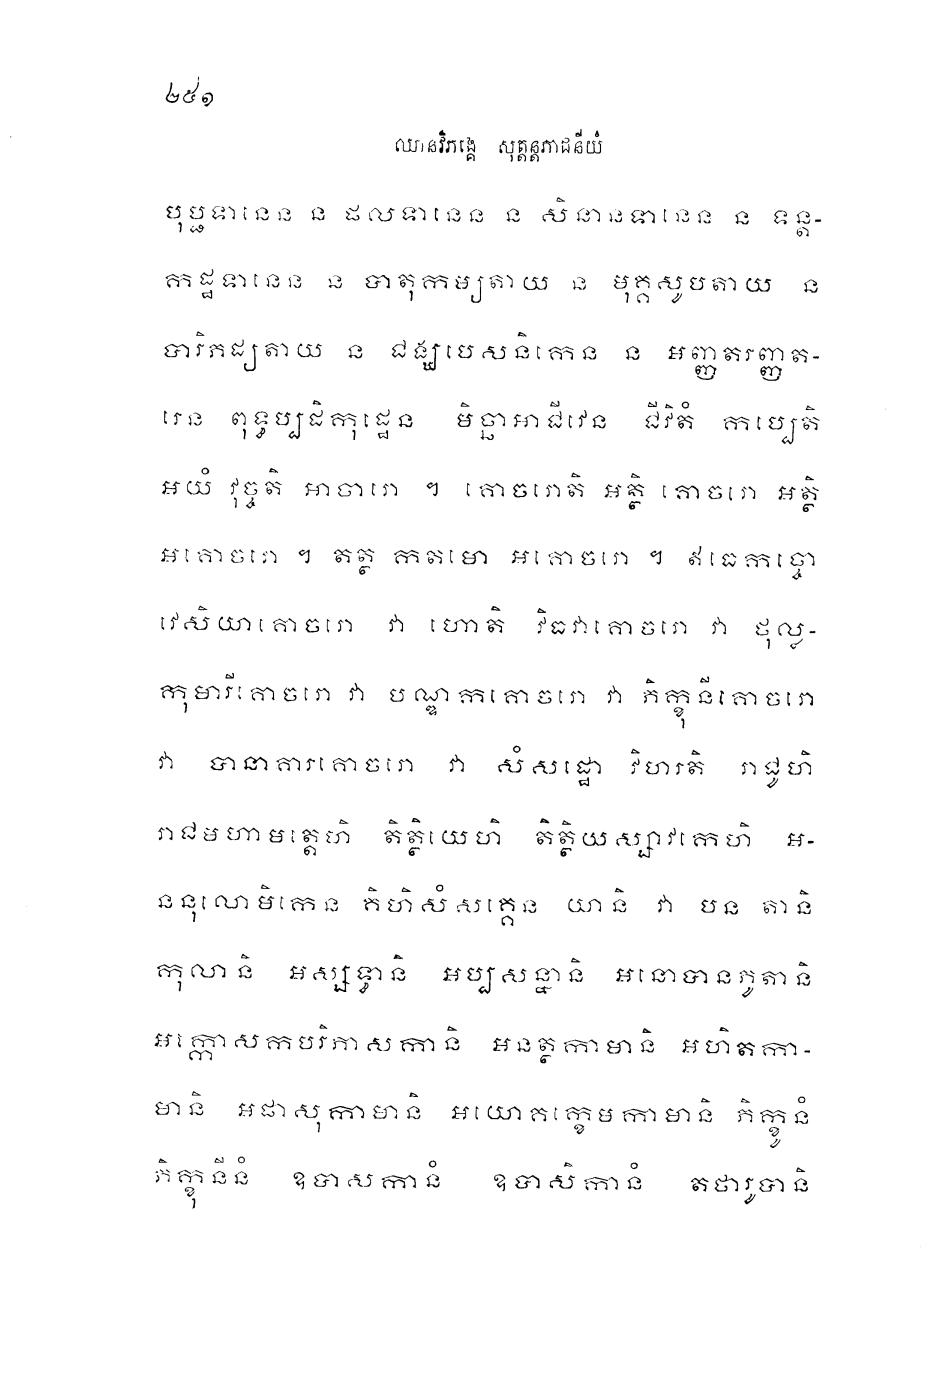 ២៥១
ឈានវិភង្គេ សុត្តន្តភាជនីយំ
បុប្ផទានេន ន ផលទានេន ន សិនានទានេន ន ទន្ត-
កដ្ឋទានេន ន ចាតុកម្យតាយ ន មុគ្គសូបតាយ ន
បារិភដ្យតាយ ន ជង្ឃបេសនិកេន ន អញ្ញតរញ្ញត-
រេន ពុទ្ធប្បដិកុដ្ឋេន មិច្ឆាអាជីវេន ជីវិតំ កប្បេតិ
អយំ វុច្ចតិ អាចារោ ។ គោចរោតិ អត្ថិ គោចរោ អត្ថិ
អគោចរោ ។ តត្ថ កតមោ អគោចរោ ។ ឥធេកច្ចោ
វេសិយាគោចរោ វា ហោតិ វិធវាគោចរោ វា ថុល្ល-
កុមារីគោចរោ វា បណ្ឌកគោចរោ វា ភិក្ខុនីគោចរោ
វា បានាគារគោចរោ វា សំសដ្ឋោ វិហរតិ រាជូហិ
រាជមហាមត្តេហិ តិត្ថិយេហិ តិត្ថិយស្សាវកេហិ អ-
ននុលោមិកេន គិហិសំសគ្គេន យានិ វា បន តានិ
កុលានិ អស្សទ្ធានិ អប្បសន្នានិ អនោបានភូតានិ
អក្កោសកបរិភាសកានិ អនត្ថកាមានិ អហិតកា-
មានិ អផាសុកាមានិ អយោគក្ខេមកាមានិ ភិក្ខូនំ
ភិក្ខុនីនំ ឧបាសកានំ ឧបាសិកានំ តថារូបានិ